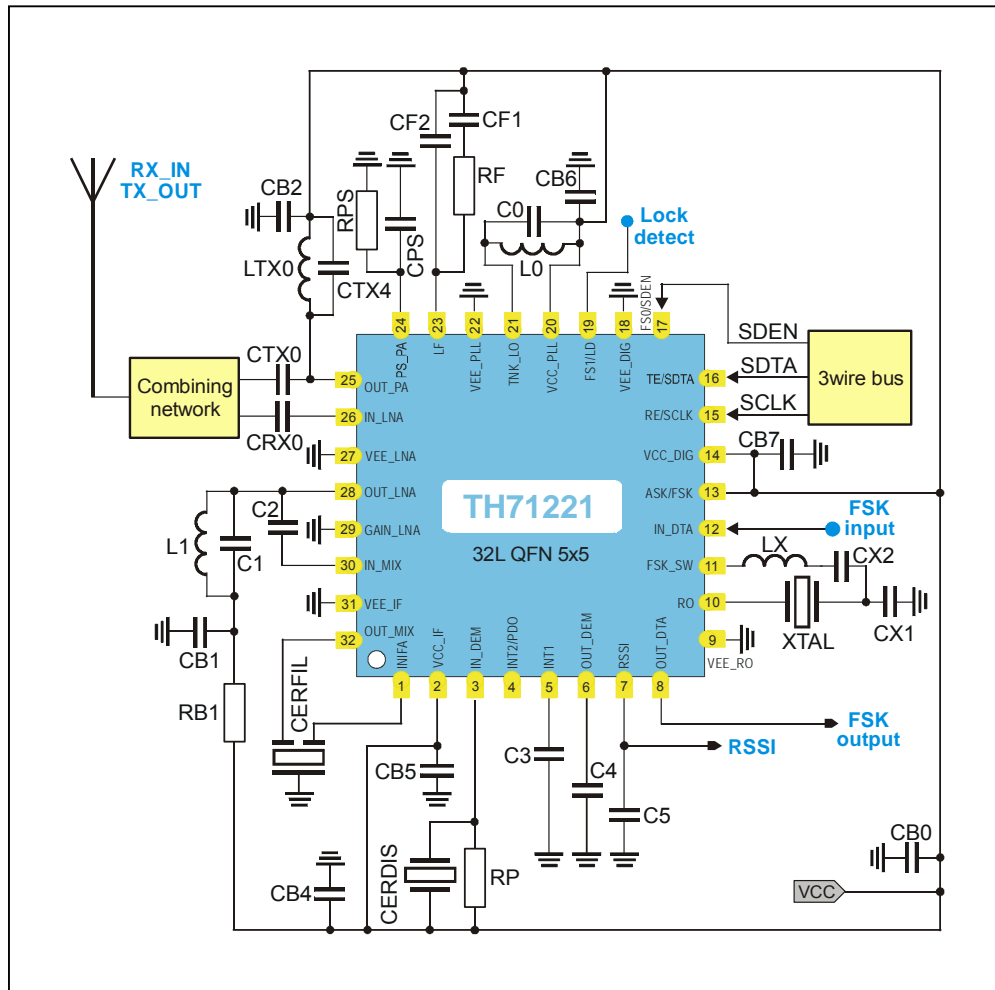 CF2
CF1
RX_IN
TX_OUT
CB2
RPS
CPS
RF
CB6
C0
L0
Lock
detect
LTX0
CTX4
FS0/SDEN
24
23
22
21
20
19
18
17
PS_PA
LF
VEE_PLL
TNK_LO
VCC_PLL
FS1/LD
VEE_DIG
SDEN
SDTA
SCLK
3wire bus
Combining
network
CTX0
CRX0
25
OUT_PA
26
IN_LNA
27
VEE_LNA
28
OUT_LNA
29
GAIN_LNA
30
IN_MIX
31
VEE_IF
32
OUT_MIX
TE/SDTA
16
RE/SCLK
15
VCC_DIG
14
ASK/FSK
13
IN_DTA
12
FSK_SW
11
RO
10
9
VEE_RO
CB7
FSK
input
LX
CX2
CX1
XTAL
TH71221
32L QFN 5x5
L1
C1
C2
CB1
RB1
CERFIL
INIFA
VCC_IF
IN_DEM
INT2/PDO
INT1
OUT_DEM
RSSI
OUT_DTA
1
2
3
4
5
6
7
8
FSK
output
RSSI
CB5
C3
C4
C5
CB4
CERDIS
RP
CB0
VCC